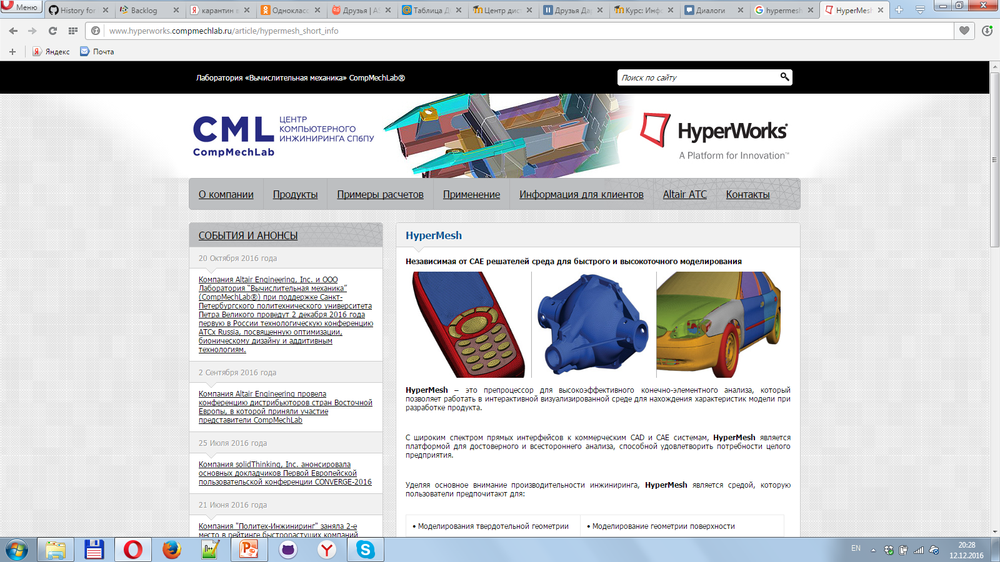 Меню
History for
Backlog
карантин в
Одноклас
Друзья | AS
Таблица Д
Центр дис
Друзья Дар
Курс: Инфо
Диалоги
hypermesh
HyperMesh
www.hyperworks.compmechlab.ru/article/hypermesh_short_info
Яндекс
Почта
Лаборатория «Вычислительная механика» CompMechLab®
Поиск по сайту
CML
CompMechLab
ЦЕНТР
КОМПЬЮТЕРНОГО
ИНЖИНИРИНГА СПбПУ
HyperWorks
A Platform for Innovation™
О компании
Продукты
Примеры расчетов
Применение
Информация для клиентов
Altair ATC
Контакты
СОБЫТИЯ И АНОНСЫ
20 Октября 2016 года
Компания Altair Engineering, Inc. и ООО
Лаборатория “Вычислительная механика”
(CompMechLab®) при поддержке Санкт-
Петербургского политехнического университета
Петра Великого проведут 2 декабря 2016 года
первую в России технологическую конференцию
ATCx Russia, посвященную оптимизации,
бионическому дизайну и аддитивным
технологиям.
2 Сентября 2016 года
Компания Altair Engineering провела
конференцию дистрибьюторов стран Восточной
Европы, в которой приняли участие
представители CompMechLab
25 Июля 2016 года
Компания solidThinking, Inc. анонсировала
основных докладчиков Первой Европейской
пользовательской конференции CONVERGE-2016
21 Июня 2016 года
Компания "Политех-Инжиниринг" заняла 2-е
место в рейтинге быстрорастущих компаний
HyperMesh
Независимая от CAE решателей среда для быстрого и высокоточного моделирования
HyperMesh – это препроцессор для высокоэффективного конечно-элементного анализа, который
позволяет работать в интерактивной визуализированной среде для нахождения характеристик модели при
разработке продукта.
С широким спектром прямых интерфейсов к коммерческим CAD и CAE системам, HyperMesh является
платформой для достоверного и всестороннего анализа, способной удовлетворить потребности целого
предприятия.
Уделяя основное внимание производительности инжиниринга, HyperMesh является средой, которую
пользователи предпочитают для:
• Моделирования твердотельной геометрии
• Моделирование геометрии поверхности
EN
20:28
12.12.2016